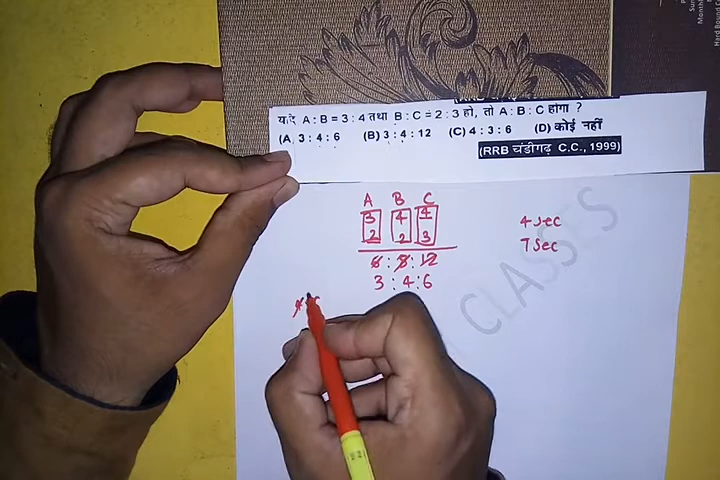 यदि A : B = 3 : 4 तथा B : C = 2 : 3 हो, तो A : B : C होगा ?
(A) 3 : 4 : 6 (B) 3 : 4 : 12 (C) 4 : 3 : 6 (D) कोई नहीं
(RRB चंडीगढ़ C.C., 1999)
A B C
3 4 4
2 2 3
6 : 8 : 12
3 : 4 : 6
4 Sec
7 Sec
CLASSES